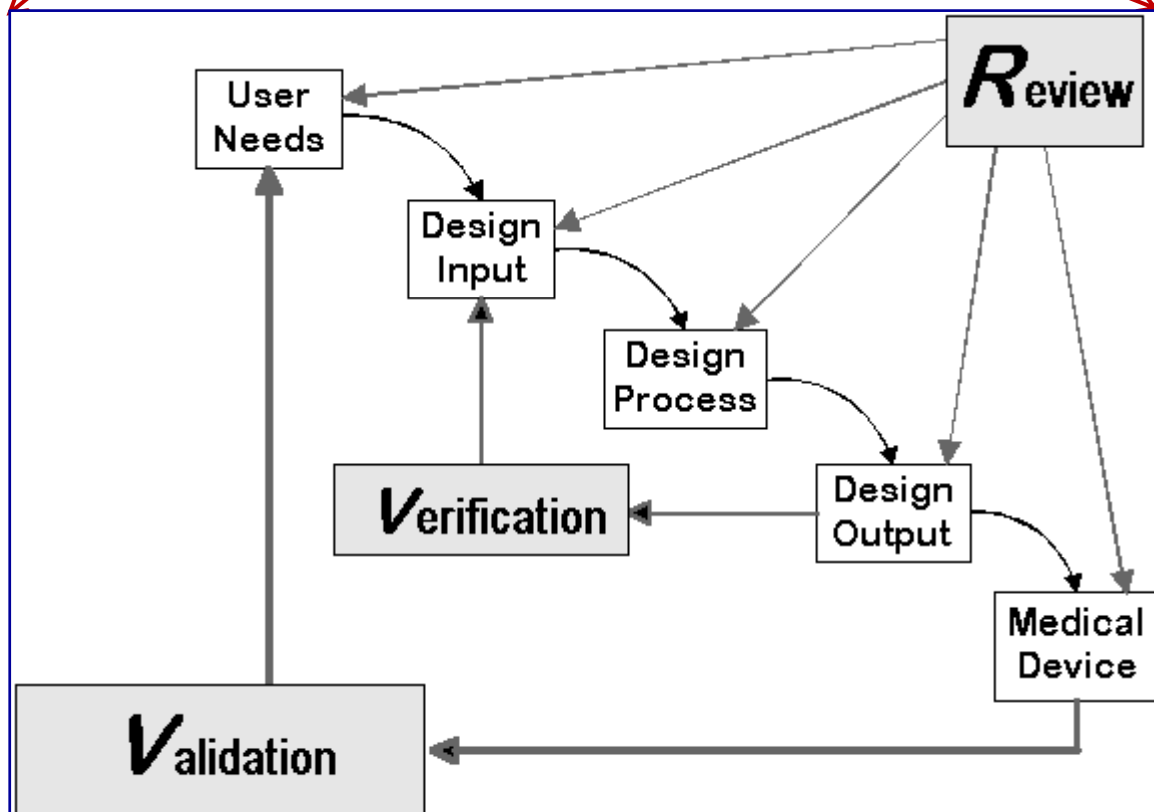 User
Needs
Review
Design
Input
Design
Process
Verification
Design
Output
Medical
Device
Validation